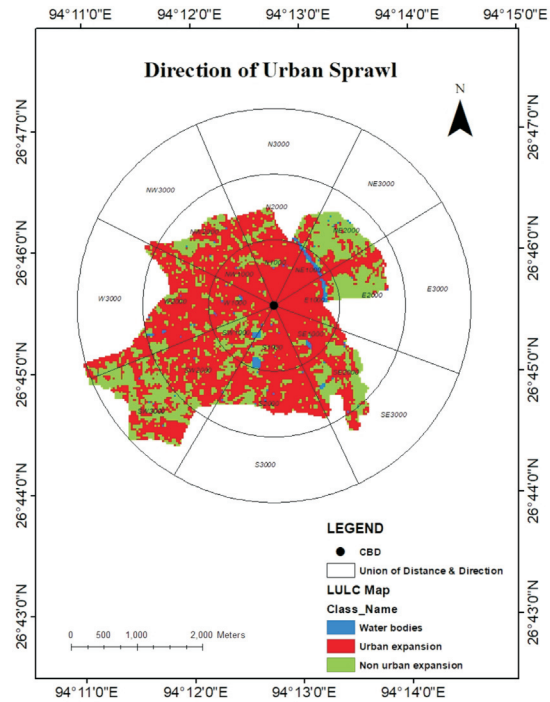 94°11'0"E 94°12'0"E 94°13'0"E 94°14'0"E 94°15'0"E
Direction of Urban Sprawl
N
26°47'0"N 26°47'0"N
N3000
NW3000 NE3000
N2000
NE2000
26°46'0"N 26°46'0"N
NE1000
W3000 E3000
E2000
26°45'0"N 26°45'0"N
SE3000
S3000
26°44'0"N 26°44'0"N
LEGEND
CBD
Union of Distance & Direction
LULC Map
Class_Name
Water bodies
Urban expansion
Non urban expansion
26°43'0"N 26°43'0"N
0 500 1,000 2,000 Meters
94°11'0"E 94°12'0"E 94°13'0"E 94°14'0"E